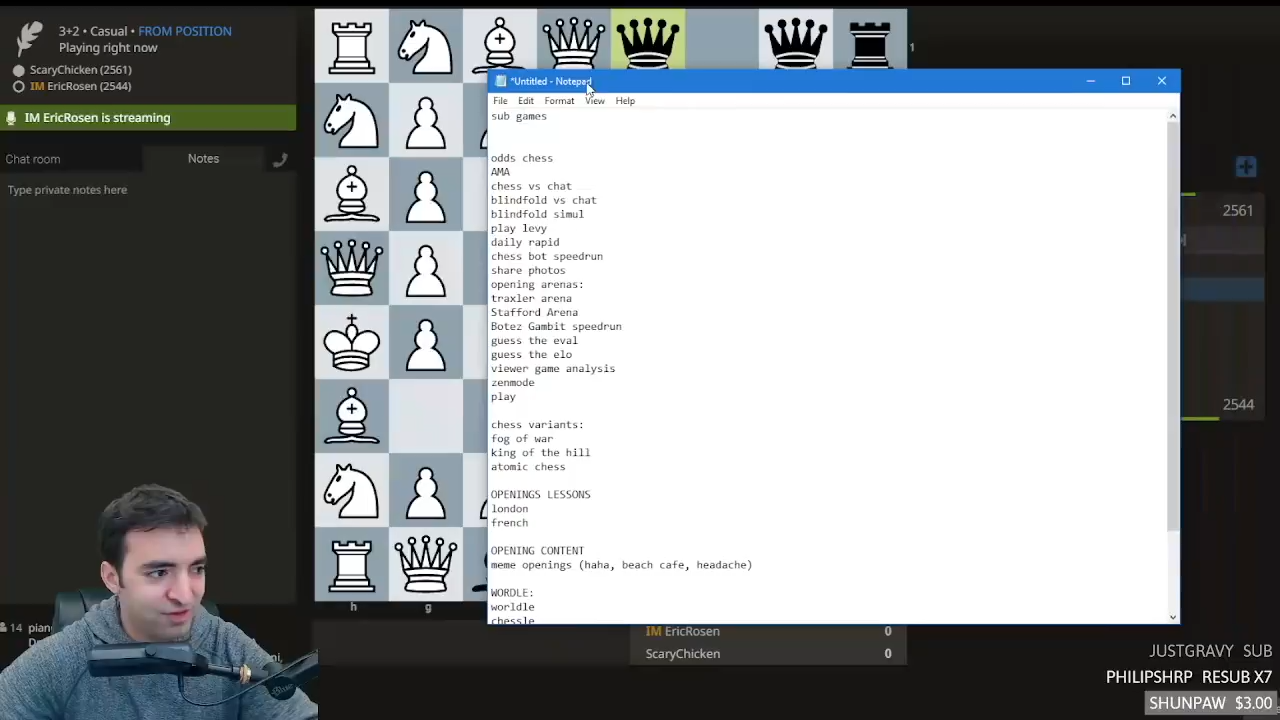 3+2 • Casual • FROM POSITION
Playing right now
ScaryChicken (2561)
IM EricRosen (2544)
IM EricRosen is streaming
Chat room
Notes
Type private notes here
*Untitled - Notepad
File Edit Format View Help
sub games
odds chess
AMA
chess vs chat
blindfold vs chat
blindfold simul
play levy
daily rapid
chess bot speedrun
share photos
opening arenas:
traxler arena
Stafford Arena
Botez Gambit speedrun
guess the eval
guess the elo
viewer game analysis
zenmode
play
chess variants:
fog of war
king of the hill
atomic chess
OPENINGS LESSONS
london
french
OPENING CONTENT
meme openings (haha, beach cafe, headache)
WORDLE:
worldle
chessle
1
2561
2544
h
g
14
IM EricRosen 0
ScaryChicken 0
JUSTGRAVY SUB
PHILIPSHRP RESUB X7
SHUNPAW $3.00